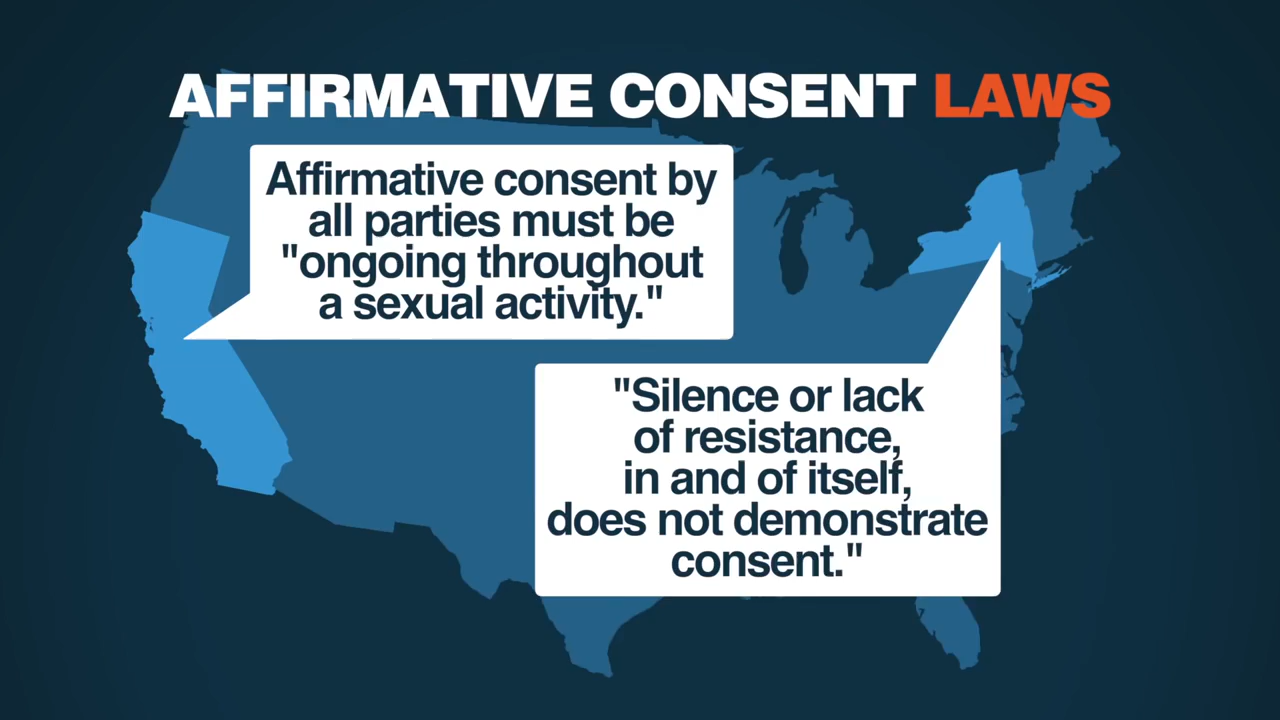 AFFIRMATIVE CONSENT LAWS
Affirmative consent by
all parties must be
"ongoing throughout
a sexual activity."
"Silence or lack
of resistance,
in and of itself,
does not demonstrate
consent."